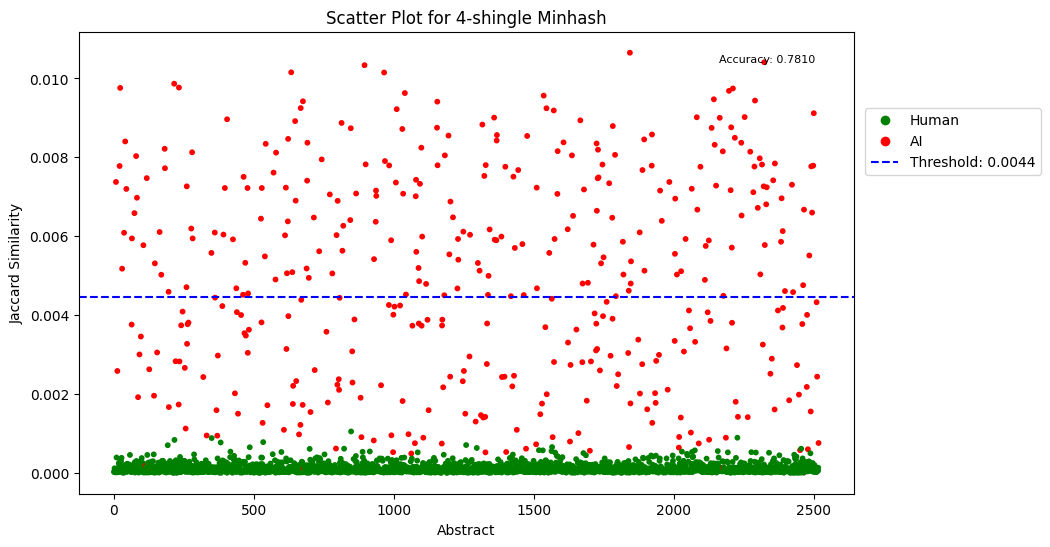 Scatter Plot for 4-shingle Minhash
Accuracy: 0.7810
Human
AI
Threshold: 0.0044
Jaccard Similarity
0.010
0.008
0.006
0.004
0.002
0.000
0 500 1000 1500 2000 2500
Abstract